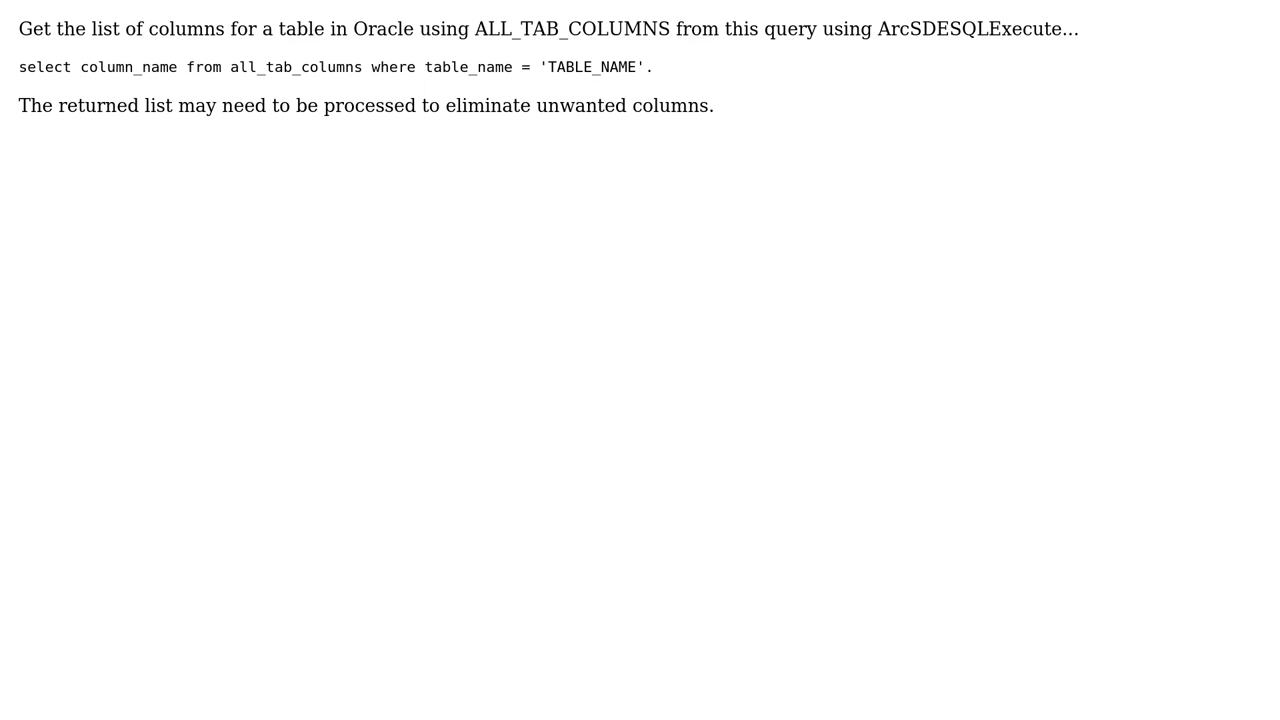 Get the list of columns for a table in Oracle using ALL_TAB_COLUMNS from this query using ArcSDESQLExecute...
select column_name from all_tab_columns where table_name = 'TABLE_NAME'.
The returned list may need to be processed to eliminate unwanted columns.